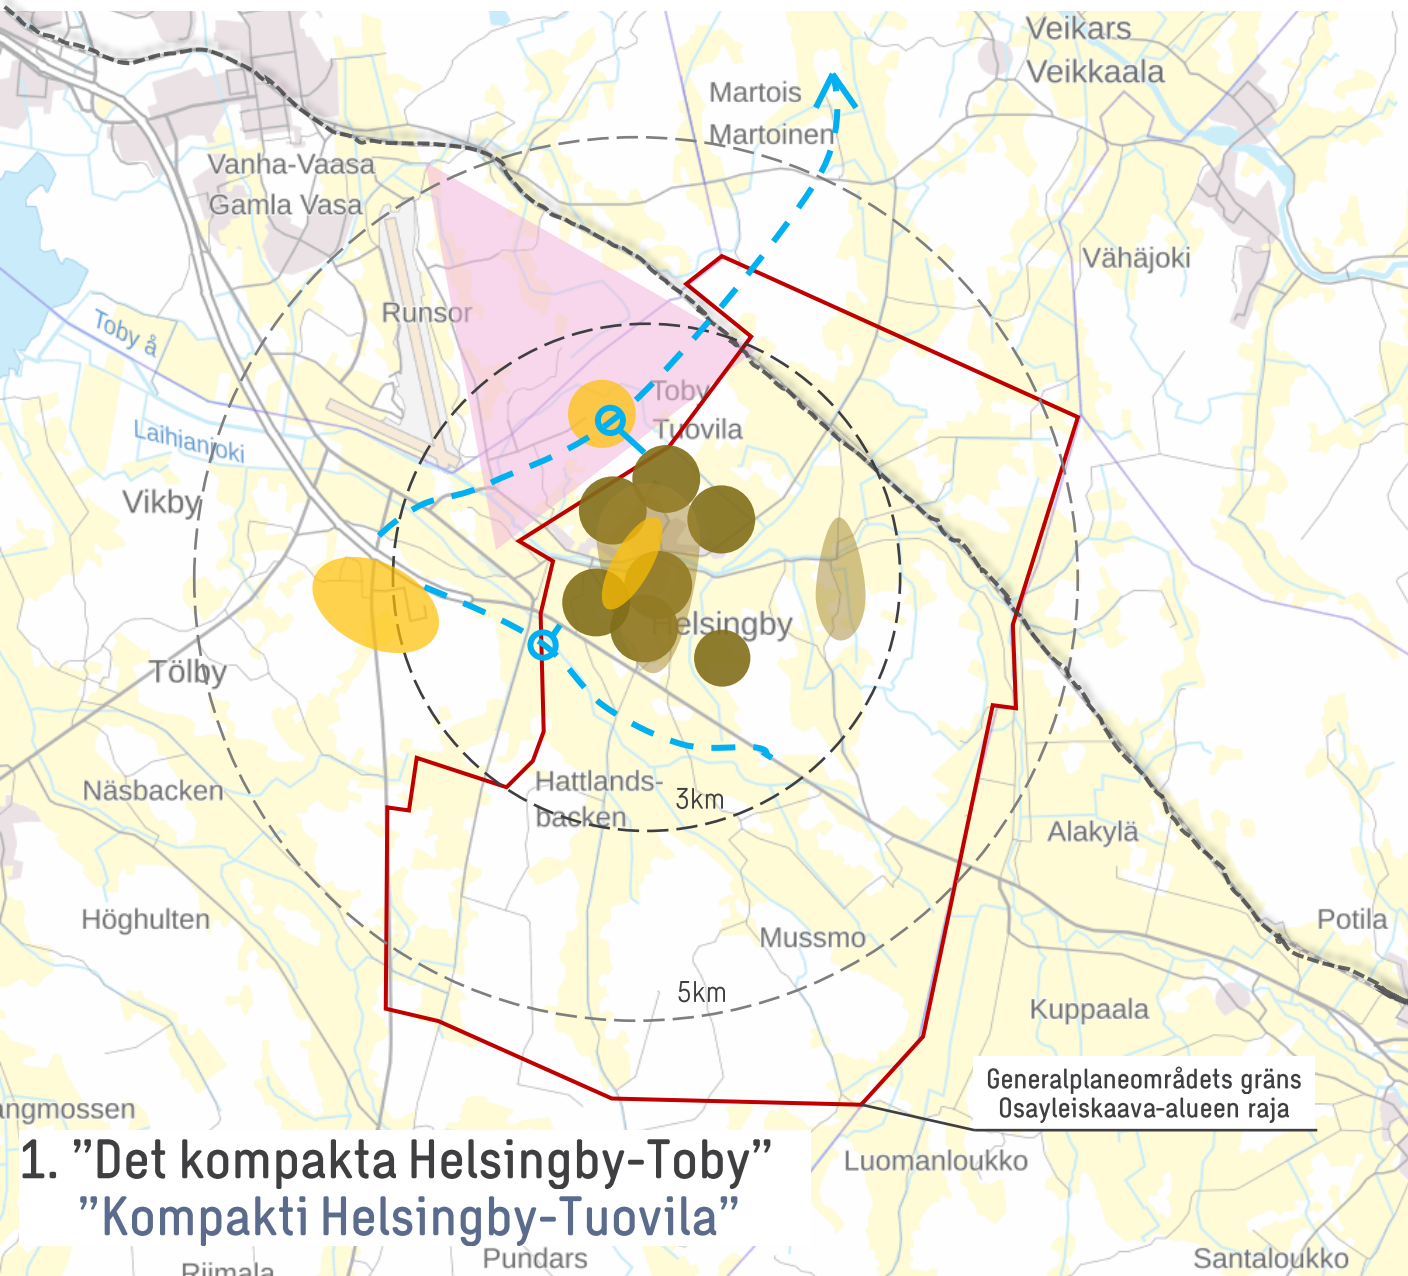 Veikars
Veikkaala
Martois
Martoinen
Vanha-Vaasa
Gamla Vasa
Vähäjoki
Runsor
Toby å
Toby
Tuovila
Laihianjoki
Vikby
Helsingby
Tölby
Hattlands-
backen
3km
Näsbacken
Alakylä
Höghulten
Potila
Mussmo
5km
Kuppaala
Generalplaneområdets gräns
Osayleiskaava-alueen raja
angmossen
1. ”Det kompakta Helsingby-Toby”
”Kompakti Helsingby-Tuovila”
Luomanloukko
Pundars
Santaloukko
Riimala